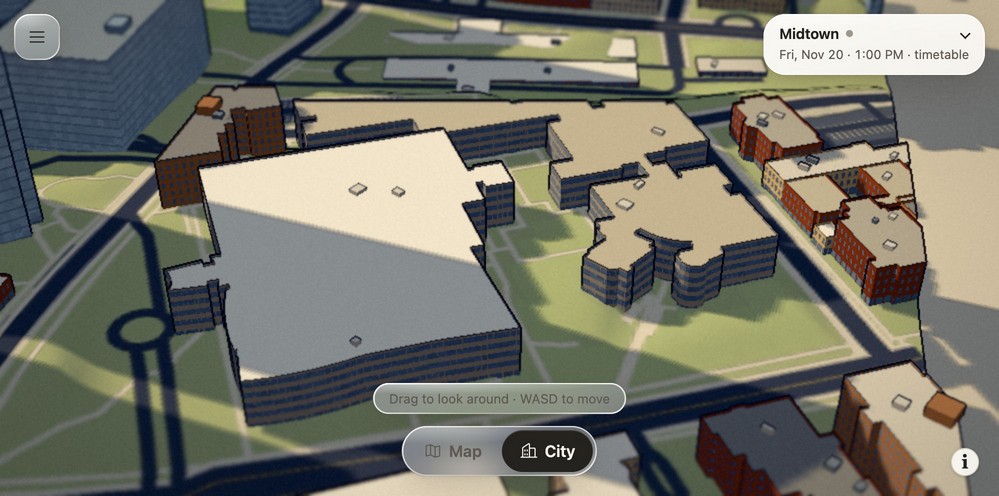 Midtown
Fri, Nov 20 · 1:00 PM · timetable
Drag to look around · WASD to move
Map
City
i